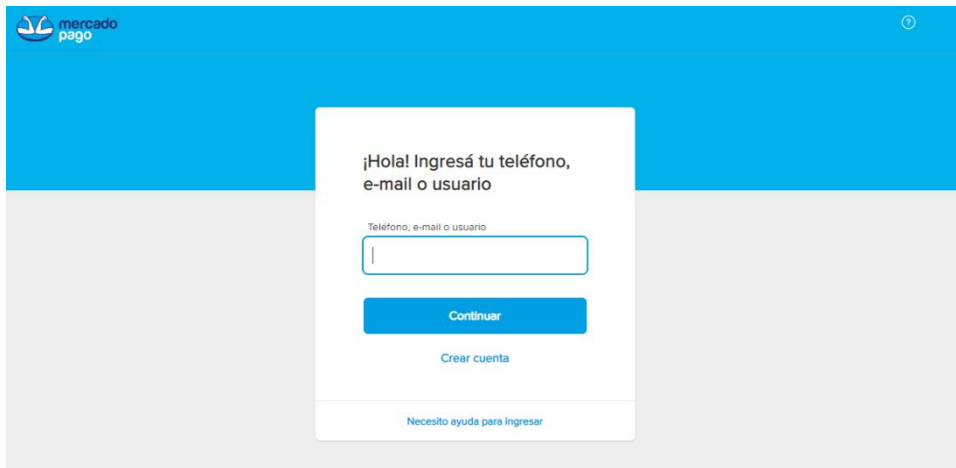 mercado
pago
?
¡Hola! Ingresá tu teléfono,
e-mail o usuario
Teléfono, e-mail o usuario
Continuar
Crear cuenta
Necesito ayuda para ingresar